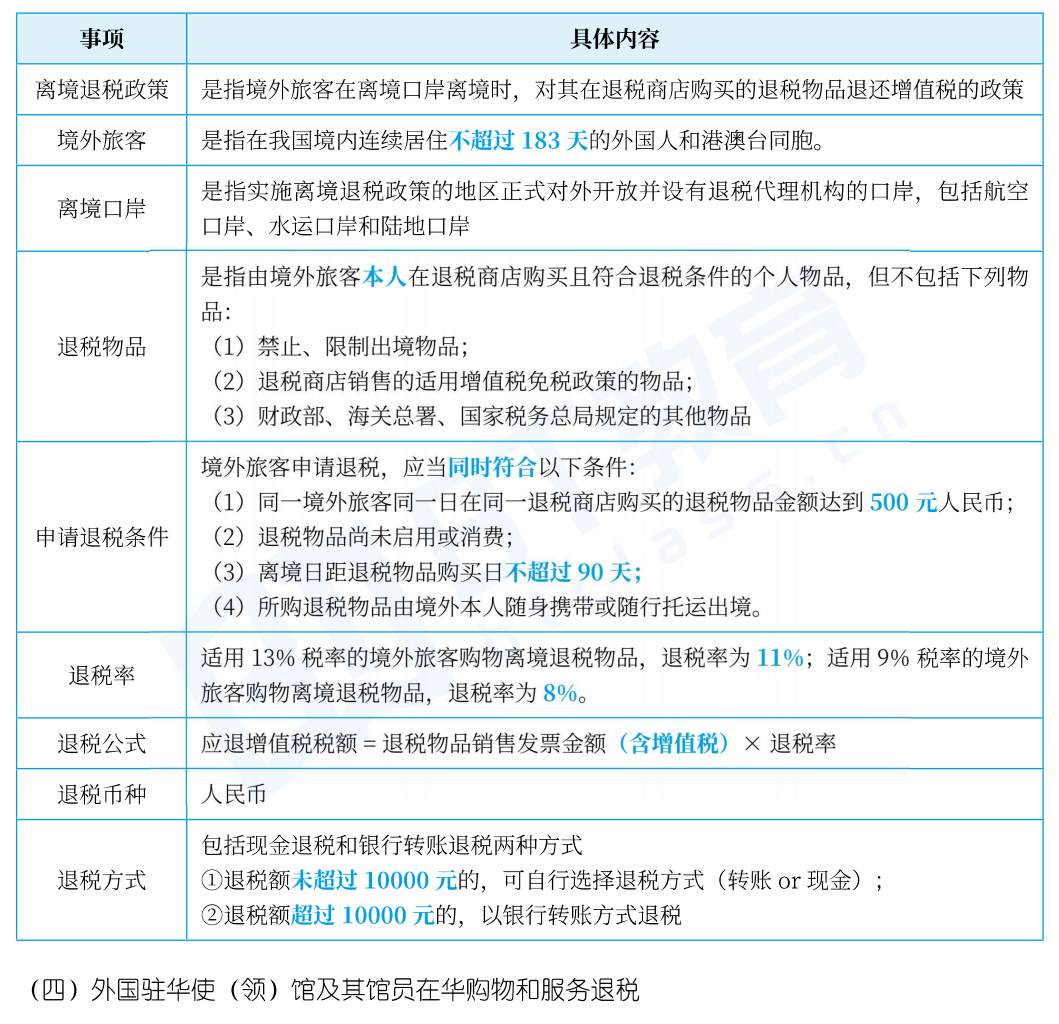 事项 具体内容
离境退税政策 是指境外旅客在离境口岸离境时，对其在退税商店购买的退税物品退还增值税的政策
境外旅客 是指在我国境内连续居住不超过 183 天的外国人和港澳台同胞。
离境口岸
是指实施离境退税政策的地区正式对外开放并设有退税代理机构的口岸，包括航空
口岸、水运口岸和陆地口岸
退税物品
是指由境外旅客本人在退税商店购买且符合退税条件的个人物品，但不包括下列物
品：
（1）禁止、限制出境物品；
（2）退税商店销售的适用增值税免税政策的物品；
（3）财政部、海关总署、国家税务总局规定的其他物品
申请退税条件
境外旅客申请退税，应当同时符合以下条件：
（1）同一境外旅客同一日在同一退税商店购买的退税物品金额达到 500 元人民币；
（2）退税物品尚未启用或消费；
（3）离境日距退税物品购买日不超过 90 天；
（4）所购退税物品由境外本人随身携带或随行托运出境。
退税率
适用 13% 税率的境外旅客购物离境退税物品，退税率为 11%；适用 9% 税率的境外
旅客购物离境退税物品，退税率为 8%。
退税公式 应退增值税税额 = 退税物品销售发票金额（含增值税）× 退税率
退税币种 人民币
退税方式
包括现金退税和银行转账退税两种方式
①退税额未超过 10000 元的，可自行选择退税方式（转账 or 现金）；
②退税额超过 10000 元的，以银行转账方式退税
（四）外国驻华使（领）馆及其馆员在华购物和服务退税